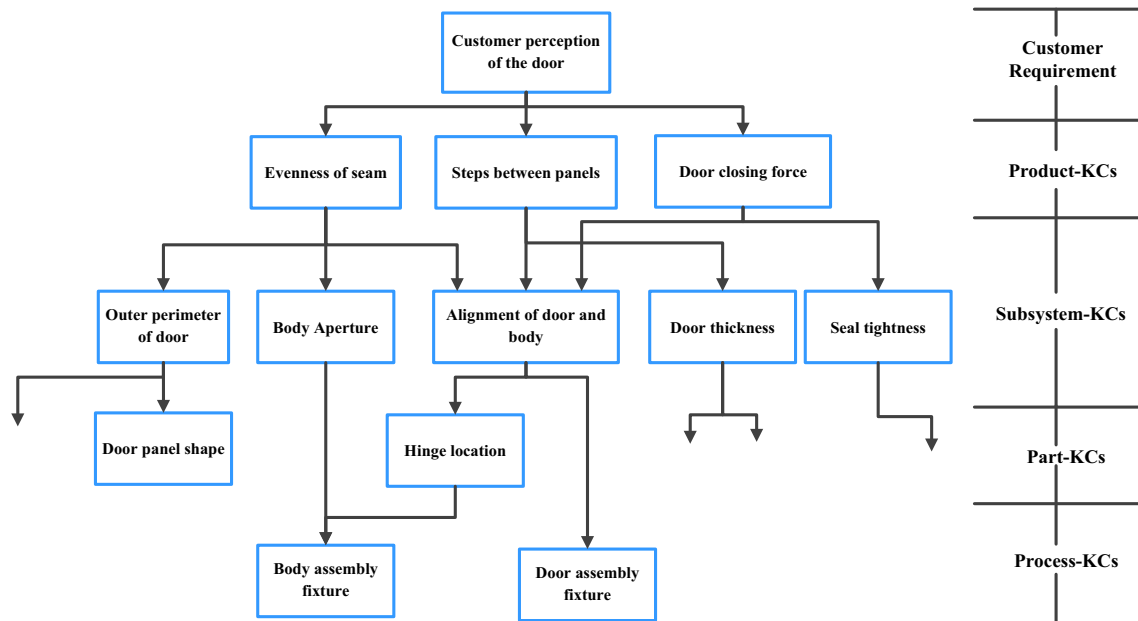 Customer perception
of the door
Customer
Requirement
Evenness of seam
Steps between panels
Door closing force
Product-KCs
Outer perimeter
of door
Body Aperture
Alignment of door and
body
Door thickness
Seal tightness
Subsystem-KCs
Door panel shape
Hinge location
Part-KCs
Body assembly
fixture
Door assembly
fixture
Process-KCs